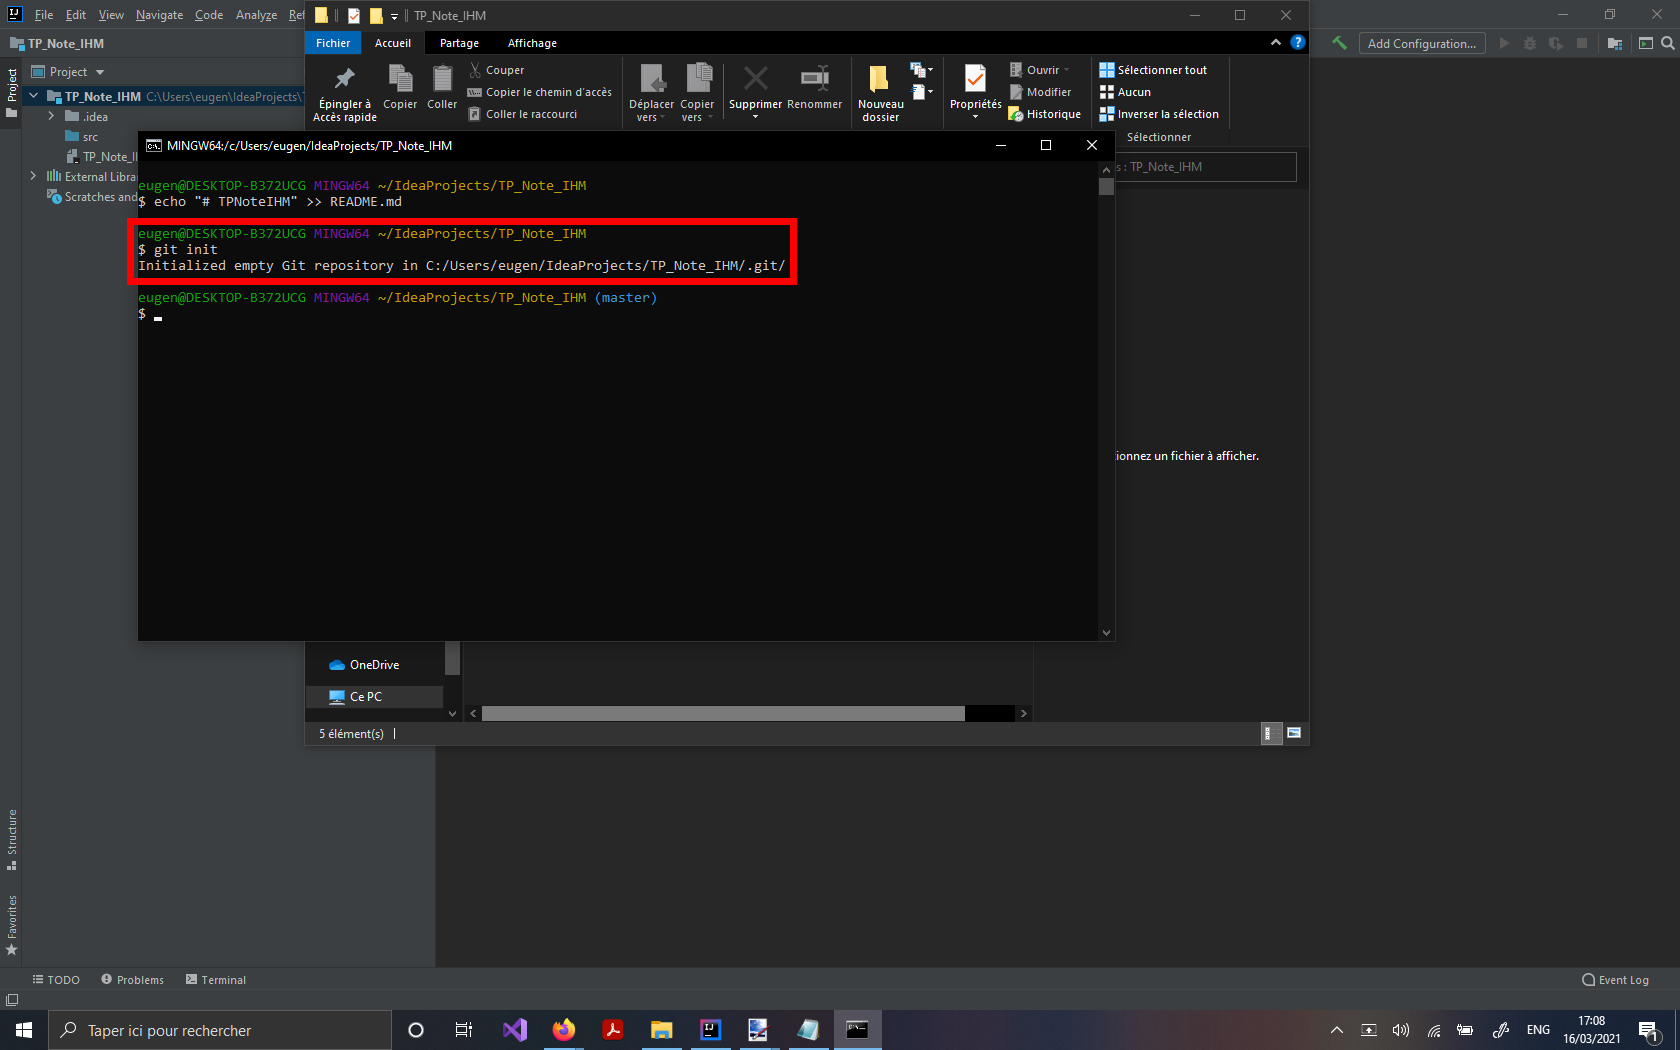 File Edit View Navigate Code Analyze Ref
TP_Note_IHM
TP_Note_IHM
Add Configuration...
Fichier Accueil Partage Affichage
Project
Project
TP_Note_IHM C:\Users\eugen\IdeaProjects\T
.idea
src
TP_Note_I
External Libra
Scratches and
Épingler à
Accès rapide
Copier
Coller
Couper
Copier le chemin d'accès
Coller le raccourci
Déplacer
vers
Copier
vers
Supprimer
Renommer
Nouveau
dossier
Propriétés
Ouvrir
Modifier
Historique
Sélectionner tout
Aucun
Inverser la sélection
Sélectionner
s : TP_Note_IHM
MINGW64:/c/Users/eugen/IdeaProjects/TP_Note_IHM
eugen@DESKTOP-B372UCG MINGW64 ~/IdeaProjects/TP_Note_IHM
$ echo "# TPNoteIHM" >> README.md
eugen@DESKTOP-B372UCG MINGW64 ~/IdeaProjects/TP_Note_IHM
$ git init
Initialized empty Git repository in C:/Users/eugen/IdeaProjects/TP_Note_IHM/.git/
eugen@DESKTOP-B372UCG MINGW64 ~/IdeaProjects/TP_Note_IHM (master)
$
ionnez un fichier à afficher.
OneDrive
Ce PC
5 élément(s)
Structure
Favorites
TODO Problems Terminal
Event Log
Taper ici pour rechercher
ENG
17:08
16/03/2021
1